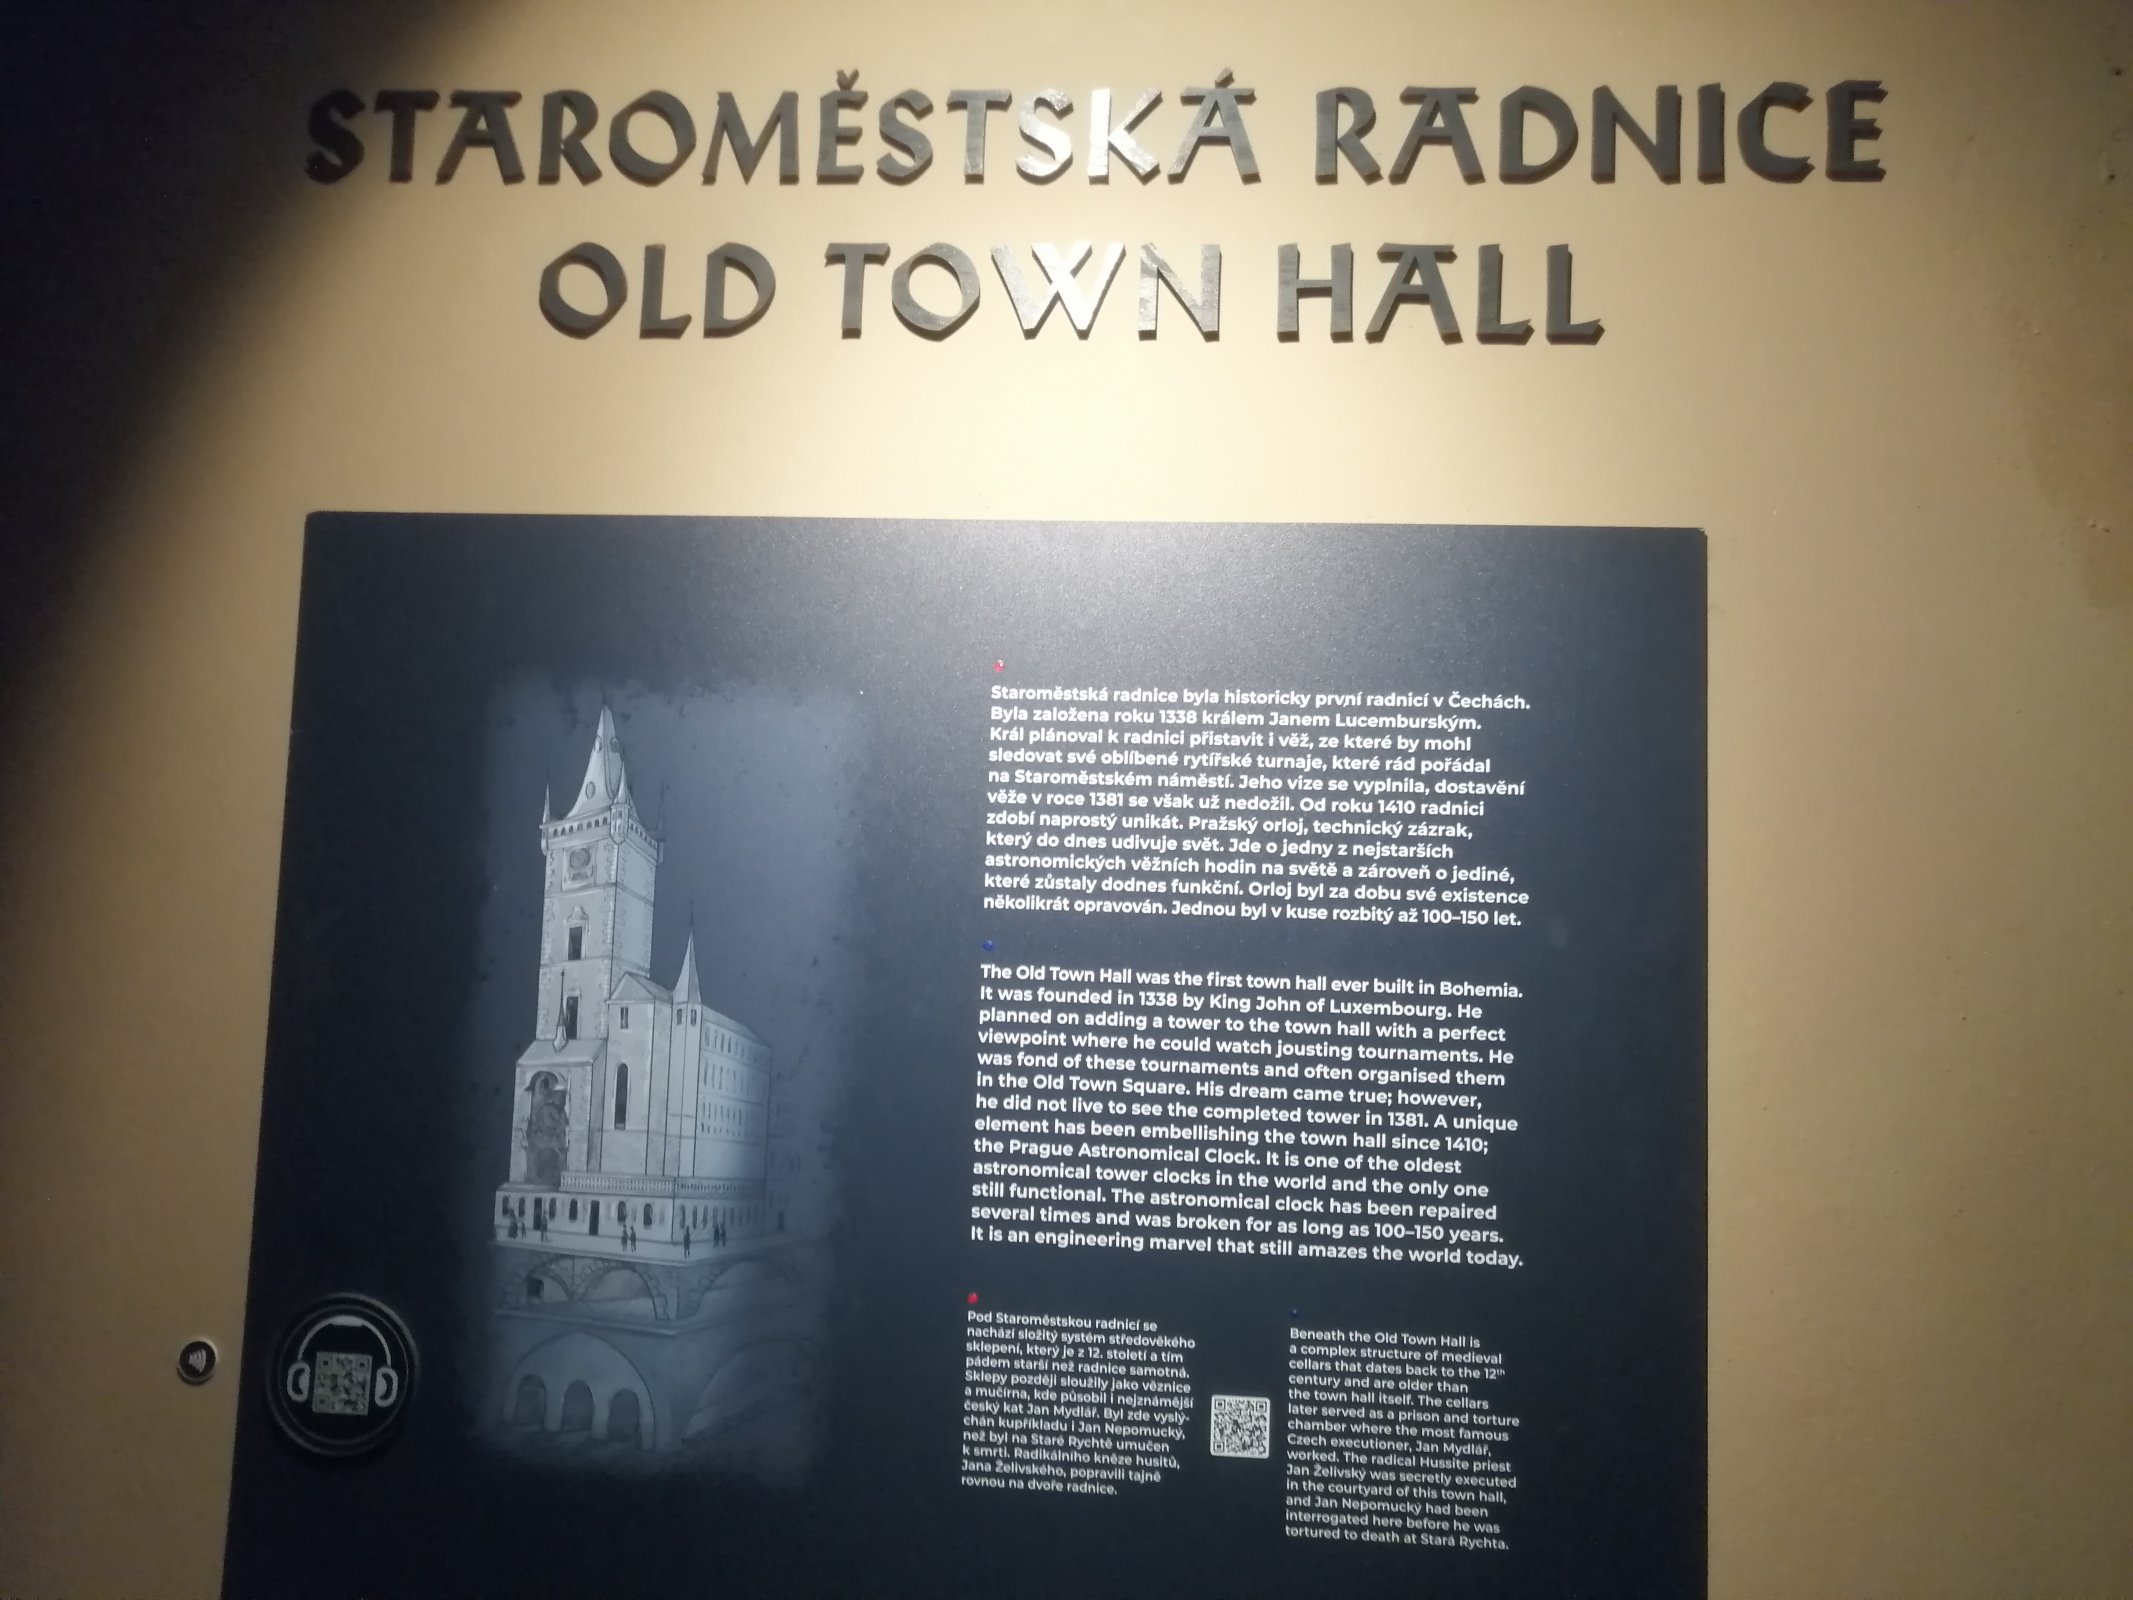 STAROMĚSTSKÁ RADNICE
OLD TOWN HALL
Staroměstská radnice byla historicky první radnicí v Čechách.
Byla založena roku 1338 králem Janem Lucemburským.
Král plánoval k radnici přistavit i věž, ze které by mohl
sledovat své oblíbené rytířské turnaje, které rád pořádal
na Staroměstském náměstí. Jeho vize se vyplnila, dostavění
věže v roce 1381 se však už nedožil. Od roku 1410 radnici
zdobí naprostý unikát. Pražský orloj, technický zázrak,
který do dnes udivuje svět. Jde o jedny z nejstarších
astronomických věžních hodin na světě a zároveň o jediné,
které zůstaly dodnes funkční. Orloj byl za dobu své existence
několikrát opravován. Jednou byl v kuse rozbitý až 100–150 let.
The Old Town Hall was the first town hall ever built in Bohemia.
It was founded in 1338 by King John of Luxembourg. He
planned on adding a tower to the town hall with a perfect
viewpoint where he could watch jousting tournaments. He
was fond of these tournaments and often organised them
in the Old Town Square. His dream came true; however,
he did not live to see the completed tower in 1381. A unique
element has been embellishing the town hall since 1410;
the Prague Astronomical Clock. It is one of the oldest
astronomical tower clocks in the world and the only one
still functional. The astronomical clock has been repaired
several times and was broken for as long as 100–150 years.
It is an engineering marvel that still amazes the world today.
Pod Staroměstskou radnicí se
nachází složitý systém středověkého
sklepení, který je z 12. století a tím
pádem starší než radnice samotná.
Sklepy později sloužily jako věznice
a mučírna, kde působil i nejznámější
český kat Jan Mydlář. Byl zde vyslý-
chán kupříkladu i Jan Nepomucký,
než byl na Staré Rychtě umučen
k smrti. Radikálního kněze husitů,
Jana Želivského, popravili tajně
rovnou na dvoře radnice.
Beneath the Old Town Hall is
a complex structure of medieval
cellars that dates back to the 12th
century and are older than
the town hall itself. The cellars
later served as a prison and torture
chamber where the most famous
Czech executioner, Jan Mydlář,
worked. The radical Hussite priest
Jan Želivský was secretly executed
in the courtyard of this town hall,
and Jan Nepomucký had been
interrogated here before he was
tortured to death at Stará Rychta.